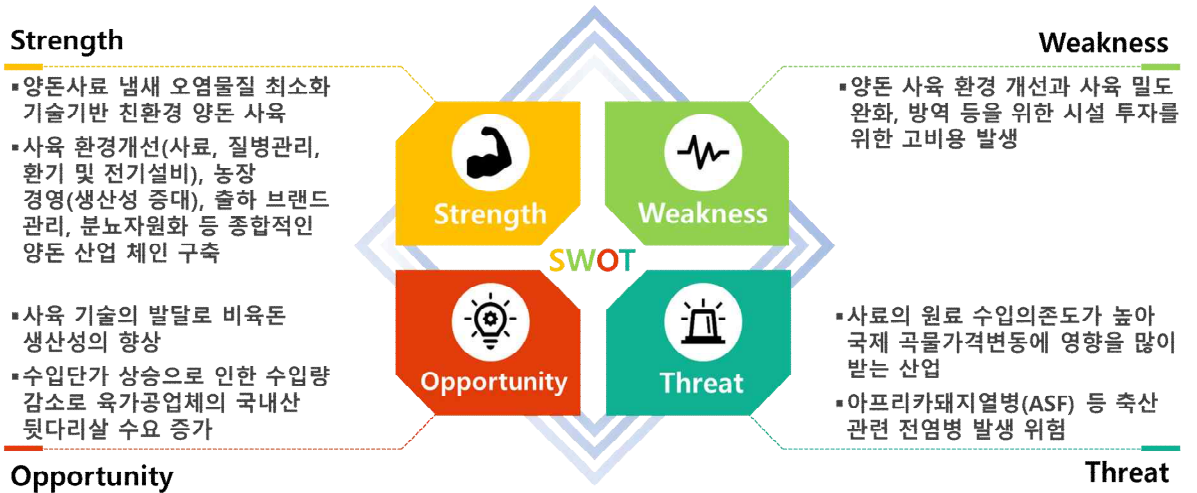 Strength
▪양돈사료 냄새 오염물질 최소화
기술기반 친환경 양돈 사육
▪사육 환경개선(사료, 질병관리,
환기 및 전기설비), 농장
경영(생산성 증대), 출하 브랜드
관리, 분뇨자원화 등 종합적인
양돈 산업 체인 구축
Weakness
▪양돈 사육 환경 개선과 사육 밀도
완화, 방역 등을 위한 시설 투자를
위한 고비용 발생
Strength
Weakness
SWOT
Opportunity
Threat
▪사육 기술의 발달로 비육돈
생산성의 향상
▪수입단가 상승으로 인한 수입량
감소로 육가공업체의 국내산
뒷다리살 수요 증가
Opportunity
▪사료의 원료 수입의존도가 높아
국제 곡물가격변동에 영향을 많이
받는 산업
▪아프리카돼지열병(ASF) 등 축산
관련 전염병 발생 위험
Threat